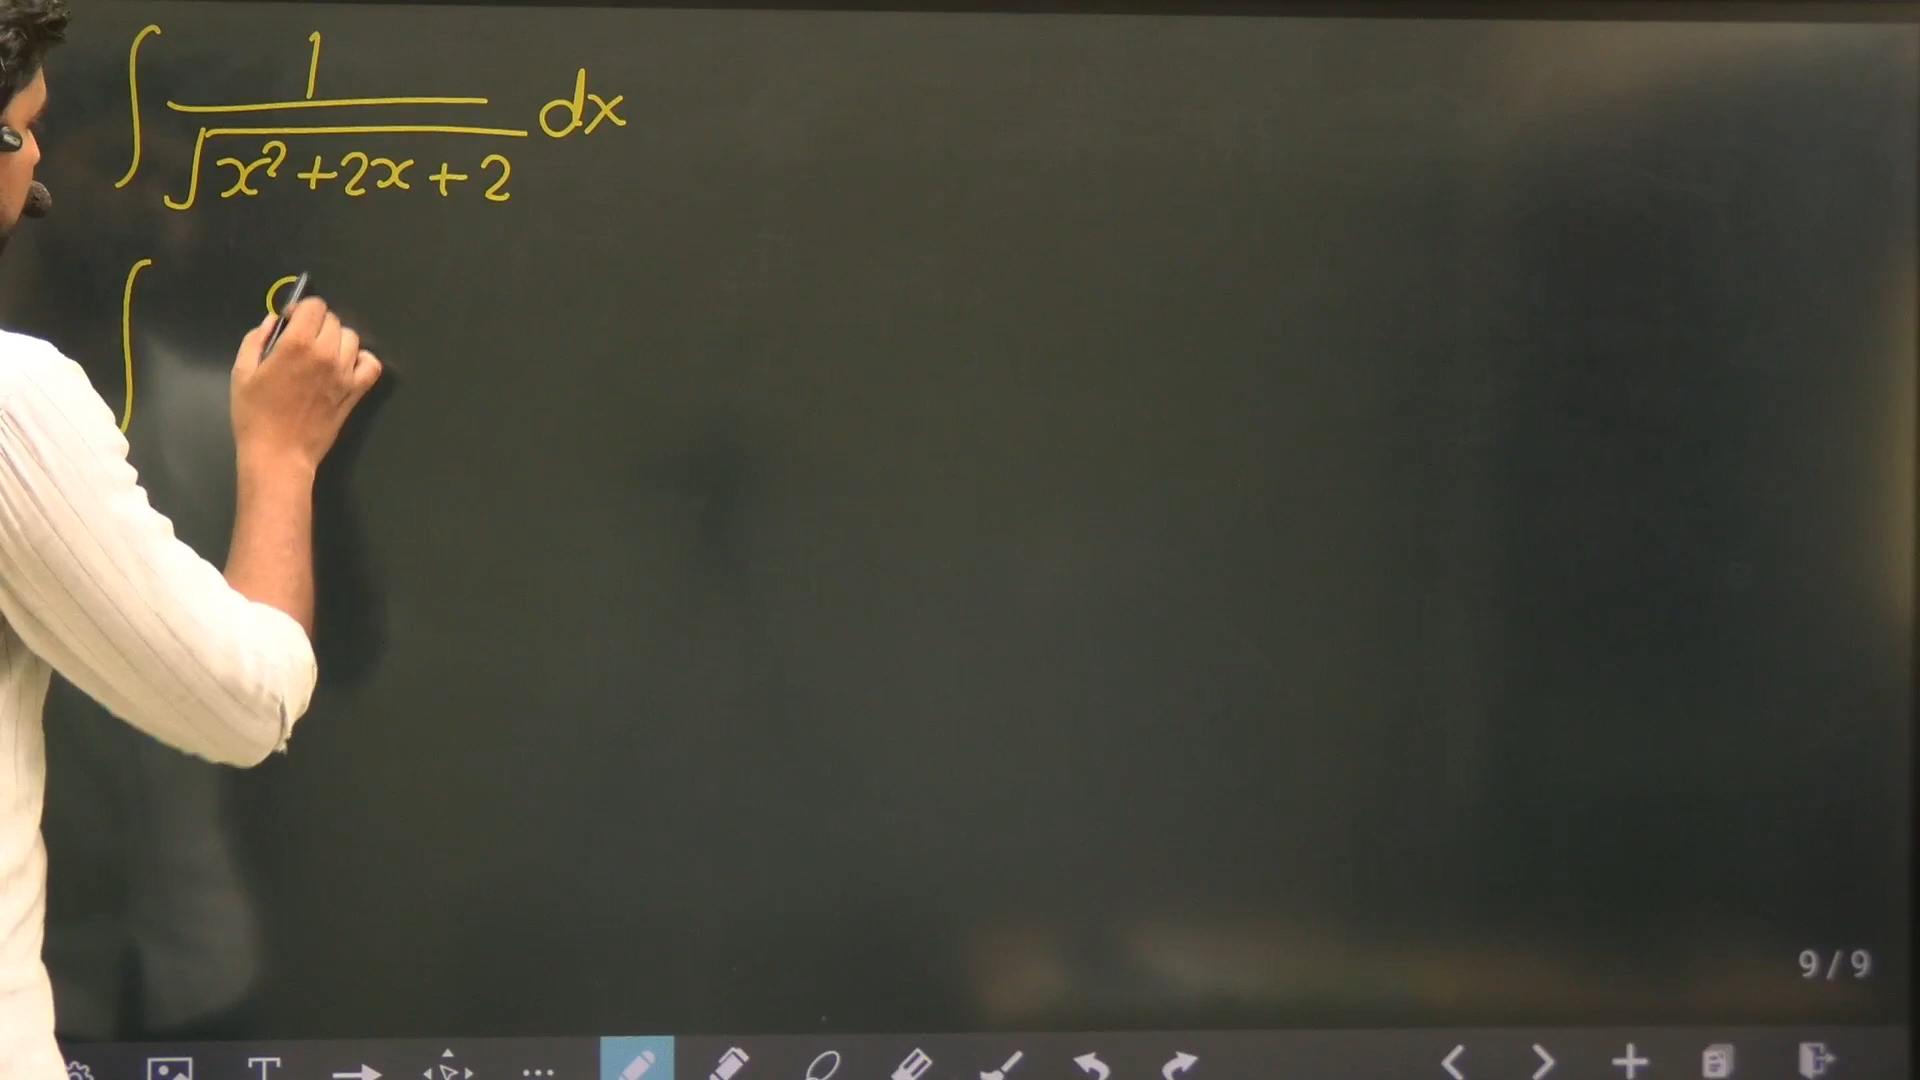 ∫ 1/√(x²+2x+2) dx
∫
9/9